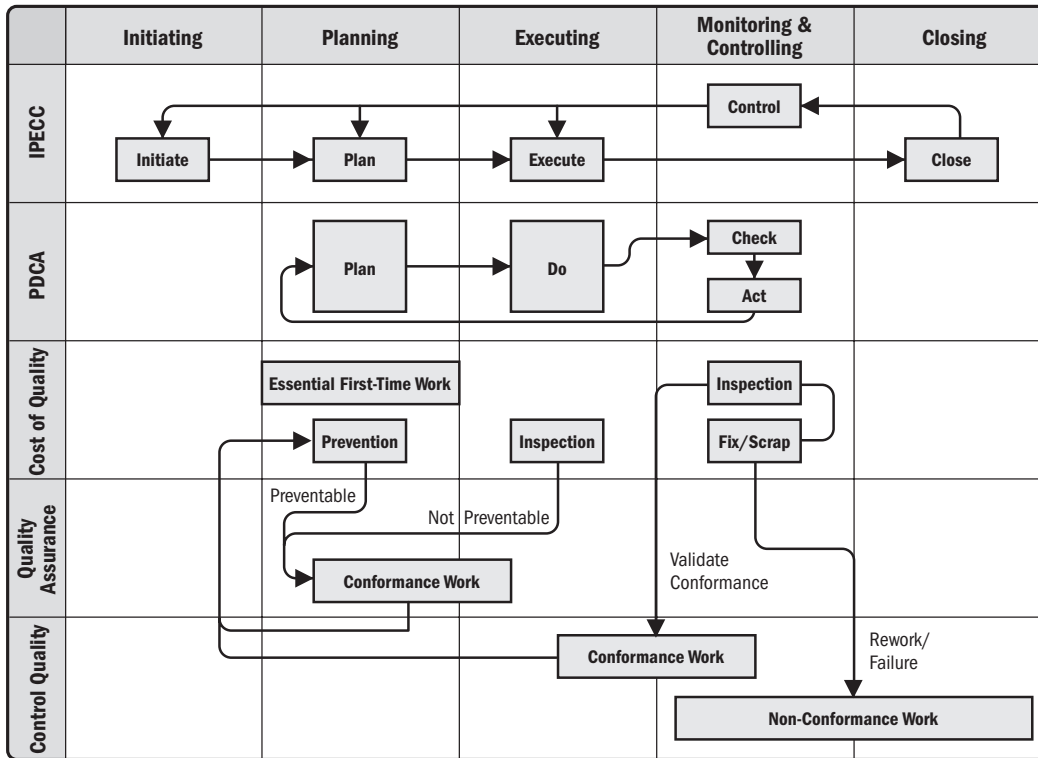 Initiating
Planning
Executing
Monitoring &
Controlling
Closing
IPECC
Control
Initiate
Plan
Execute
Close
PDCA
Plan
Do
Check
Act
Cost of Quality
Essential First-Time Work
Inspection
Prevention
Inspection
Fix/Scrap
Quality
Assurance
Preventable
Not Preventable
Validate
Conformance
Conformance Work
Control Quality
Conformance Work
Rework/
Failure
Non-Conformance Work